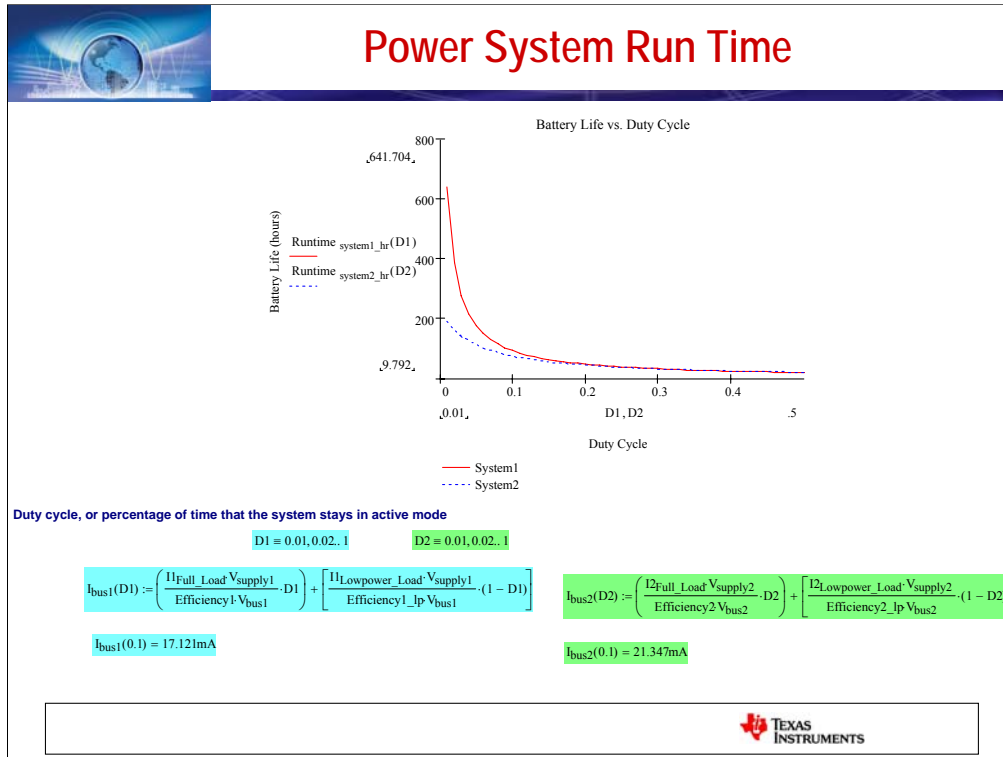 Power System Run Time
Battery Life vs. Duty Cycle
800
641.704
600
400
200
9.792
Battery Life (hours)
Runtime system1_hr(D1)
Runtime system2_hr(D2)
0 0.1 0.2 0.3 0.4
0.01 D1, D2 .5
Duty Cycle
System1
System2
Duty cycle, or percentage of time that the system stays in active mode
D1 ≡ 0.01, 0.02.. 1
D2 ≡ 0.01, 0.02.. 1
Ibus1(D1) := (I1Full_Load·Vsupply1 / Efficiency1·Vbus1 ·D1) + [I1Lowpower_Load·Vsupply1 / Efficiency1_lp·Vbus1 ·(1 − D1)]
Ibus2(D2) := (I2Full_Load·Vsupply2 / Efficiency2·Vbus2 ·D2) + [I2Lowpower_Load·Vsupply2 / Efficiency2_lp·Vbus2 ·(1 − D2
Ibus1(0.1) = 17.121mA
Ibus2(0.1) = 21.347mA
TEXAS
INSTRUMENTS